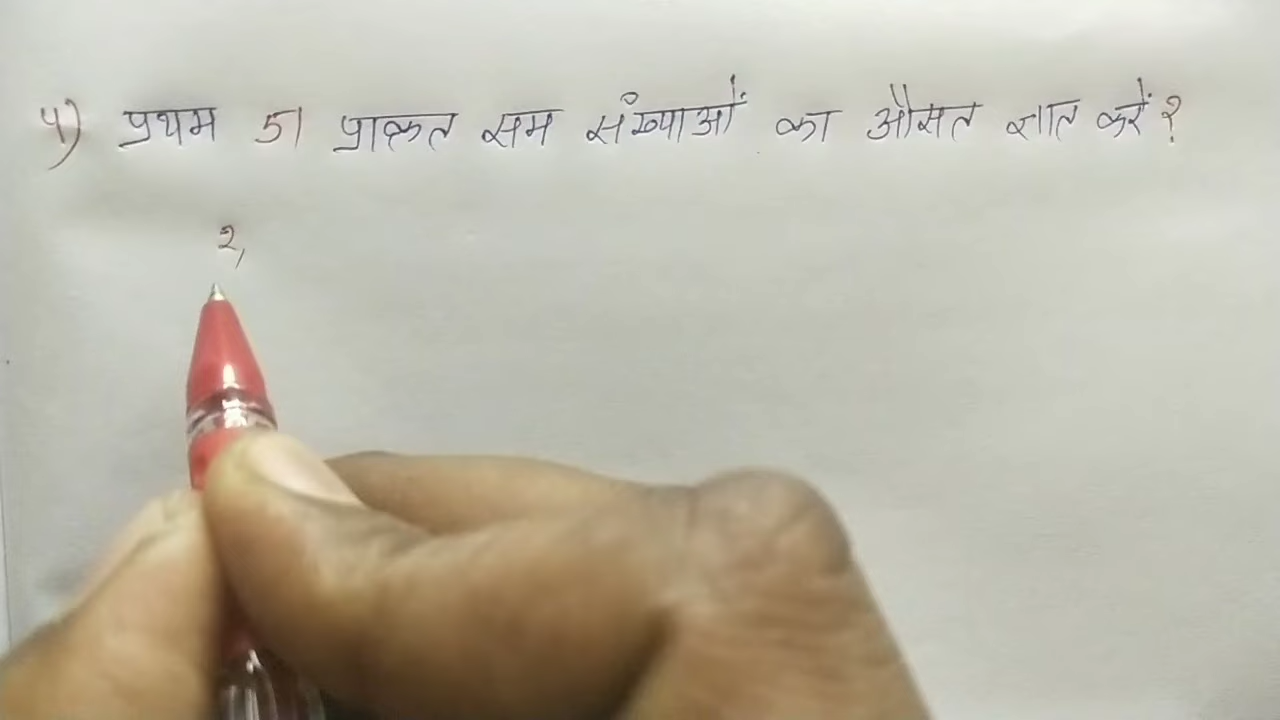 4) प्रथम 51 प्राकृत सम संख्याओं का औसत ज्ञात करें ?
2,